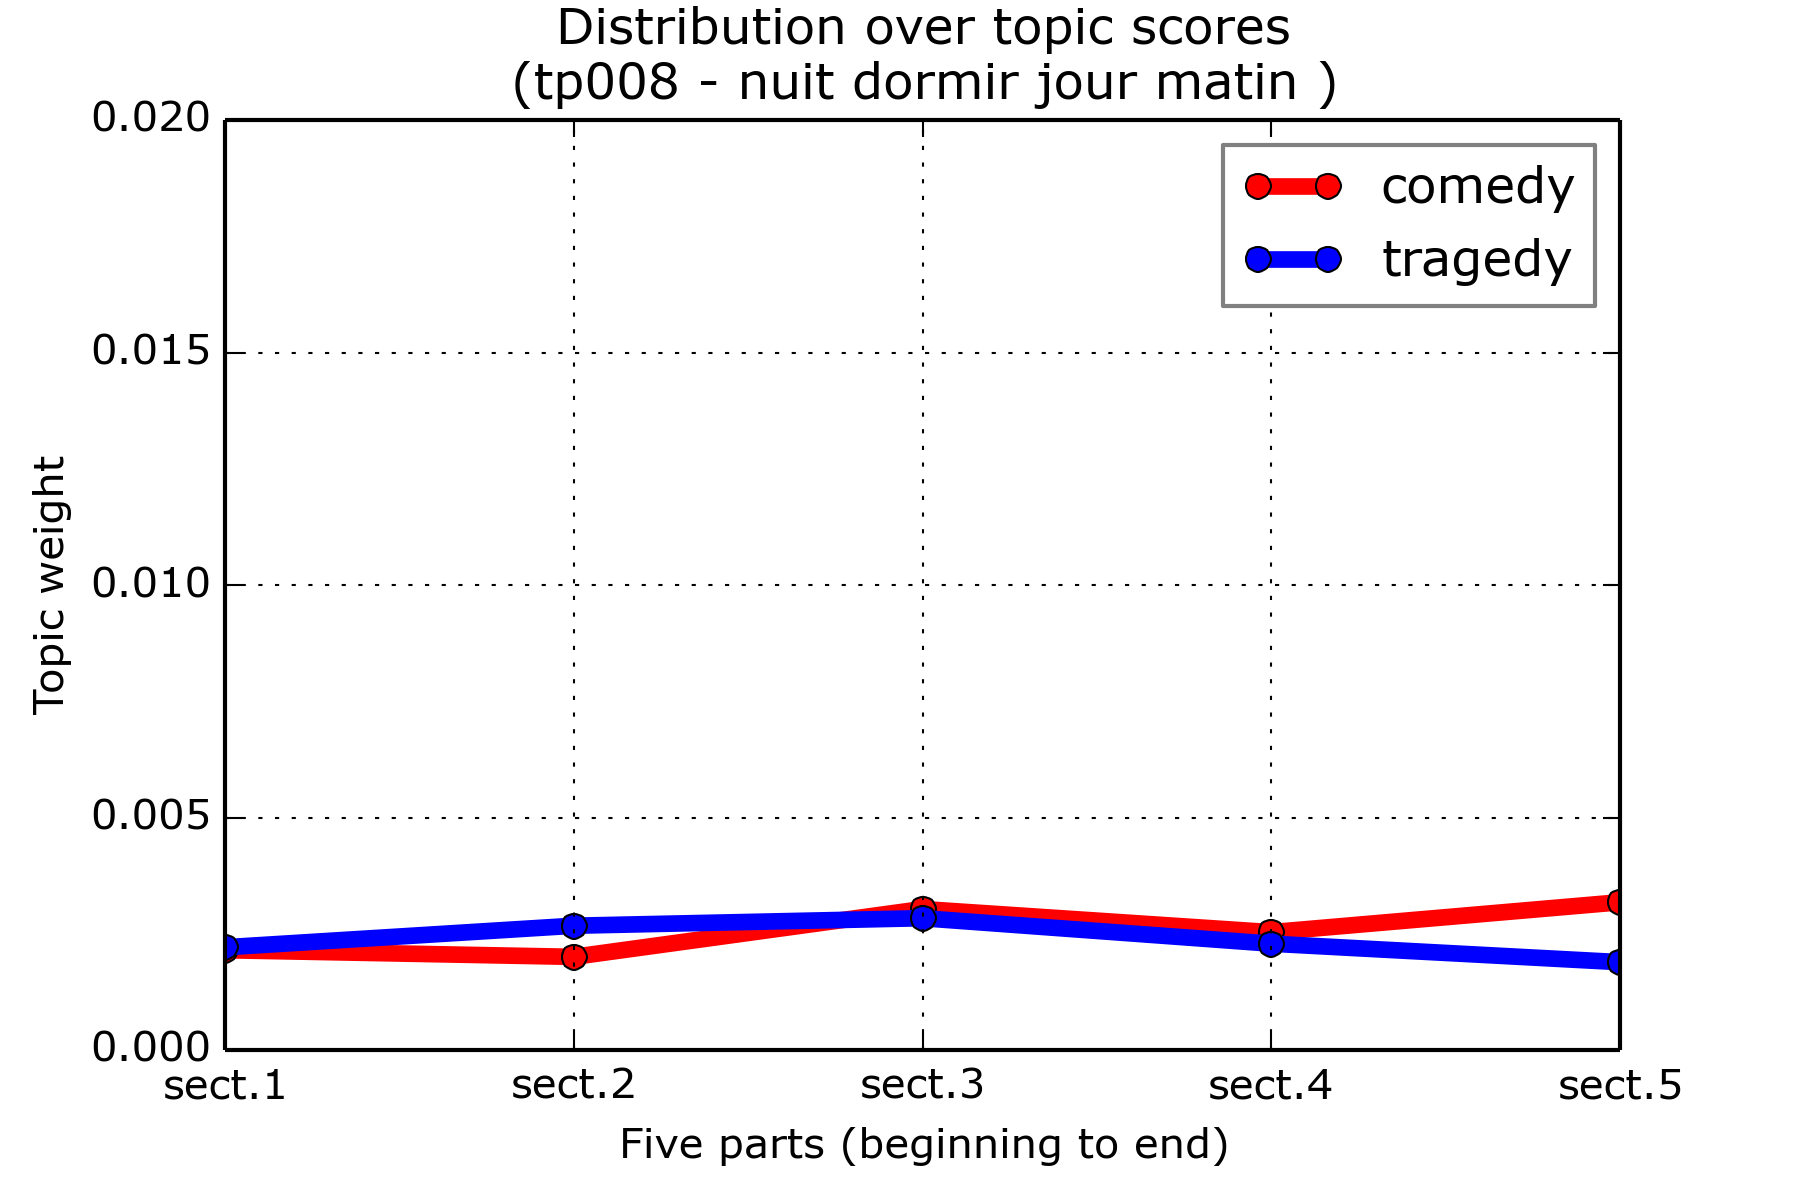 Distribution over topic scores
(tp008 - nuit dormir jour matin )
0.020
0.015
0.010
0.005
0.000
Topic weight
comedy
tragedy
sect.1 sect.2 sect.3 sect.4 sect.5
Five parts (beginning to end)